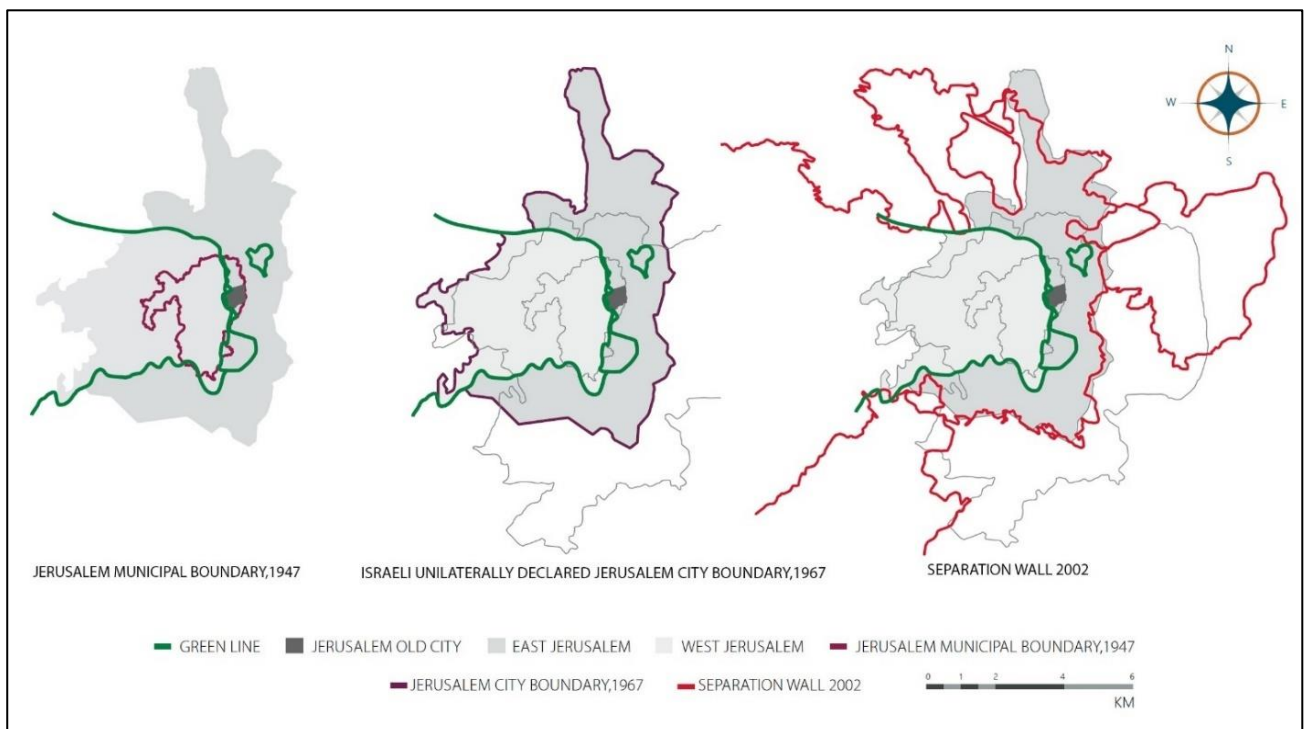 N
W E
S
JERUSALEM MUNICIPAL BOUNDARY,1947
ISRAELI UNILATERALLY DECLARED JERUSALEM CITY BOUNDARY,1967
SEPARATION WALL 2002
GREEN LINE
JERUSALEM OLD CITY
EAST JERUSALEM
WEST JERUSALEM
JERUSALEM MUNICIPAL BOUNDARY,1947
JERUSALEM CITY BOUNDARY,1967
SEPARATION WALL 2002
0 1 2 4 6
KM